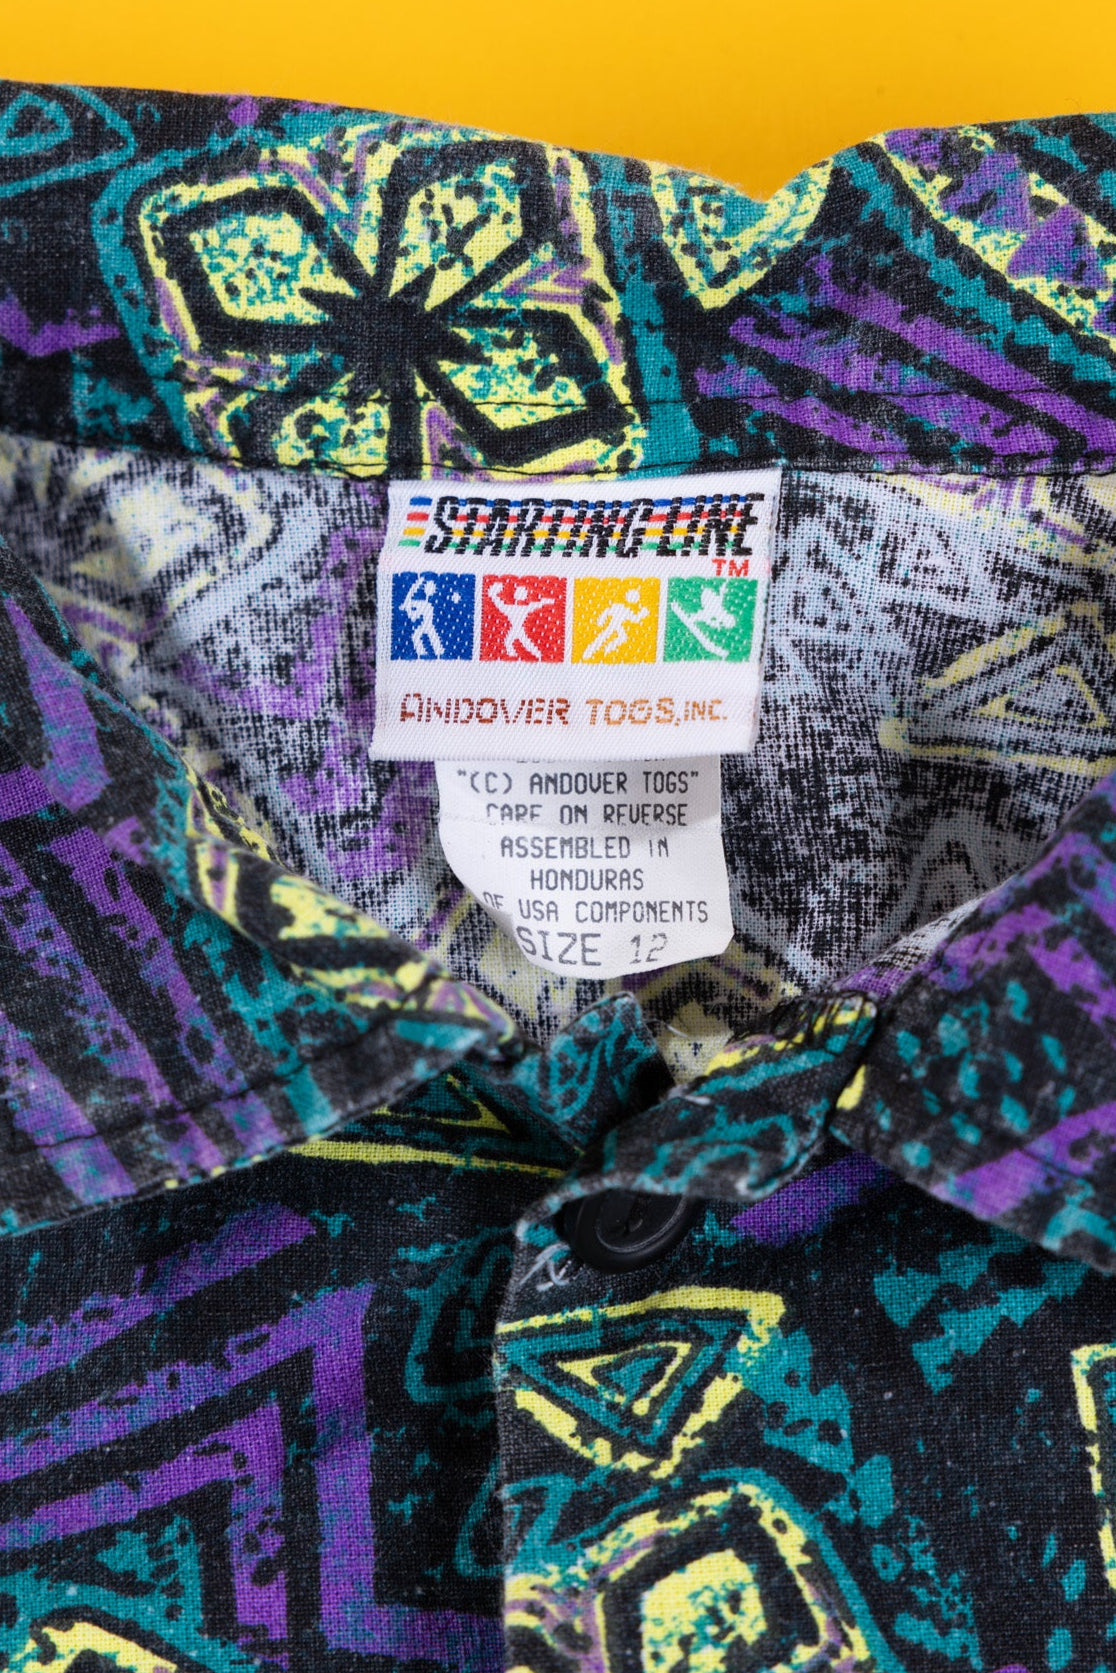 STARTING LINE
TM
ANDOVER TOGS, INC.
"(C) ANDOVER TOGS"
CARE ON REVERSE
ASSEMBLED IN
HONDURAS
OF USA COMPONENTS
SIZE 12